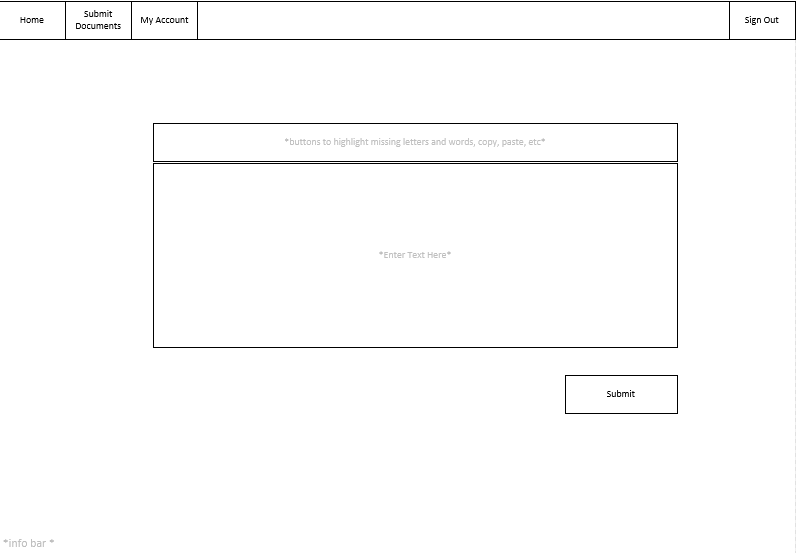 Home
Submit
Documents
My Account
Sign Out
*buttons to highlight missing letters and words, copy, paste, etc*
*Enter Text Here*
Submit
*info bar *